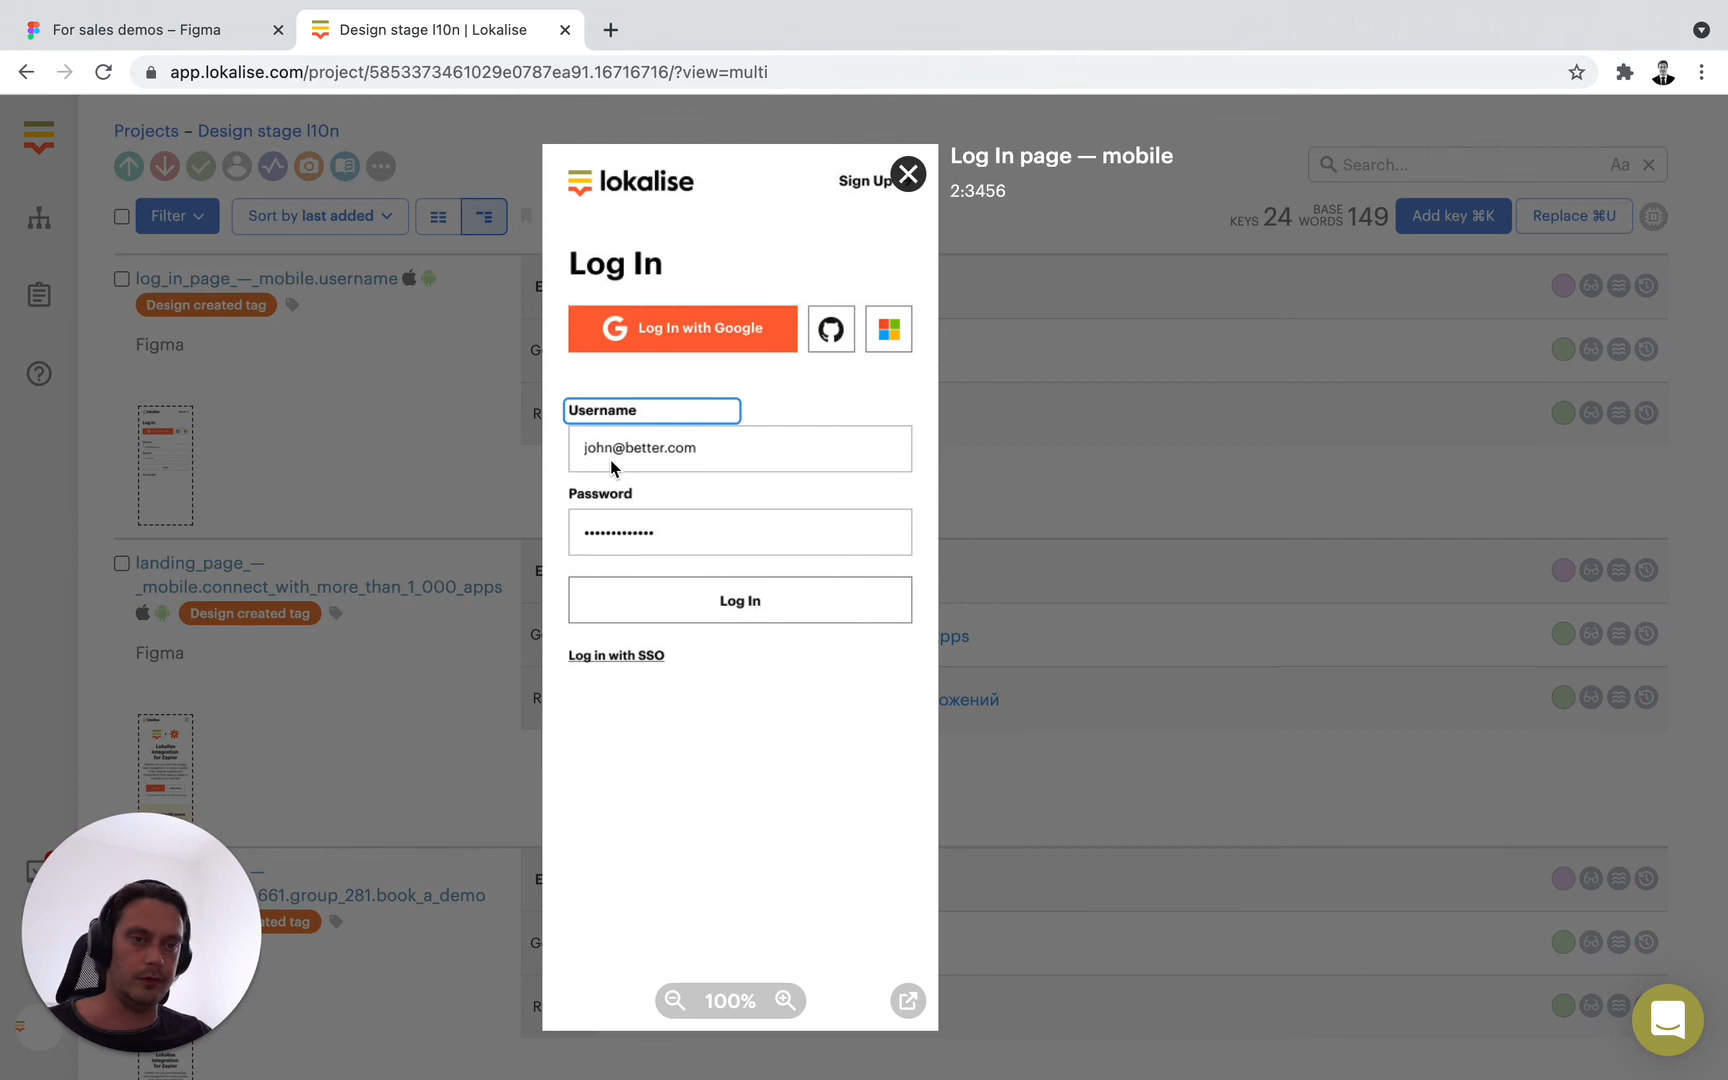 For sales demos – Figma
Design stage l10n | Lokalise
app.lokalise.com/project/5853373461029e0787ea91.16716716/?view=multi
Projects – Design stage l10n
Search...
Aa
Filter
Sort by last added
KEYS 24 BASE WORDS 149
Add key ⌘K
Replace ⌘U
log_in_page_—_mobile.username
Design created tag
Figma
landing_page_—
_mobile.connect_with_more_than_1_000_apps
Design created tag
Figma
pps
ожений
—
661.group_281.book_a_demo
ated tag
lokalise
Sign Up
Log In
Log In with Google
Username
john@better.com
Password
•••••••••••••
Log In
Log in with SSO
100%
Log In page — mobile
2:3456
Lokalise
Integration
for Zapier